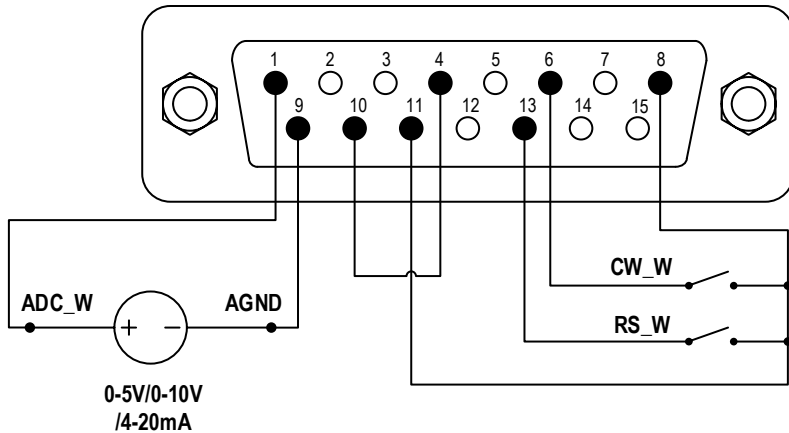 1 2 3 4 5 6 7 8
9 10 11 12 13 14 15
CW_W
ADC_W + − AGND
RS_W
0-5V/0-10V
/4-20mA